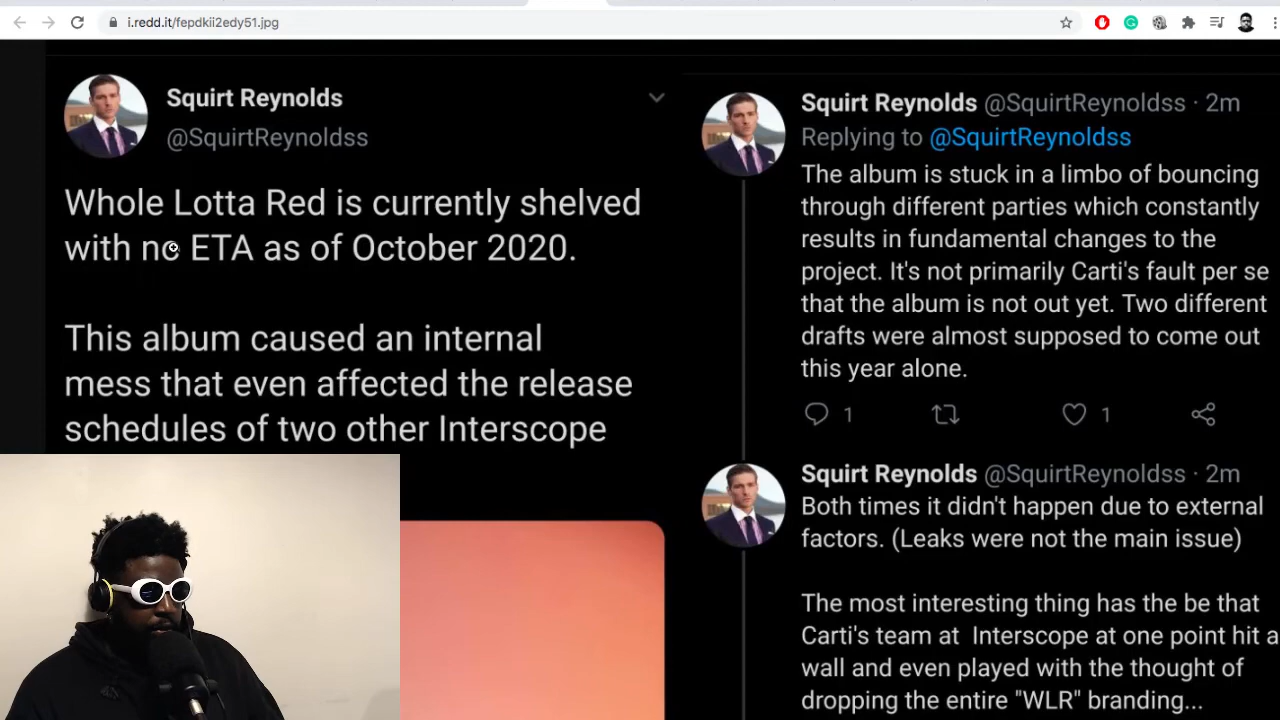 i.redd.it/fepdkii2edy51.jpg
Squirt Reynolds
@SquirtReynoldss
Whole Lotta Red is currently shelved
with no ETA as of October 2020.
This album caused an internal
mess that even affected the release
schedules of two other Interscope
Squirt Reynolds @SquirtReynoldss · 2m
Replying to @SquirtReynoldss
The album is stuck in a limbo of bouncing
through different parties which constantly
results in fundamental changes to the
project. It's not primarily Carti's fault per se
that the album is not out yet. Two different
drafts were almost supposed to come out
this year alone.
1
1
Squirt Reynolds @SquirtReynoldss · 2m
Both times it didn't happen due to external
factors. (Leaks were not the main issue)
The most interesting thing has the be that
Carti's team at Interscope at one point hit a
wall and even played with the thought of
dropping the entire "WLR" branding...